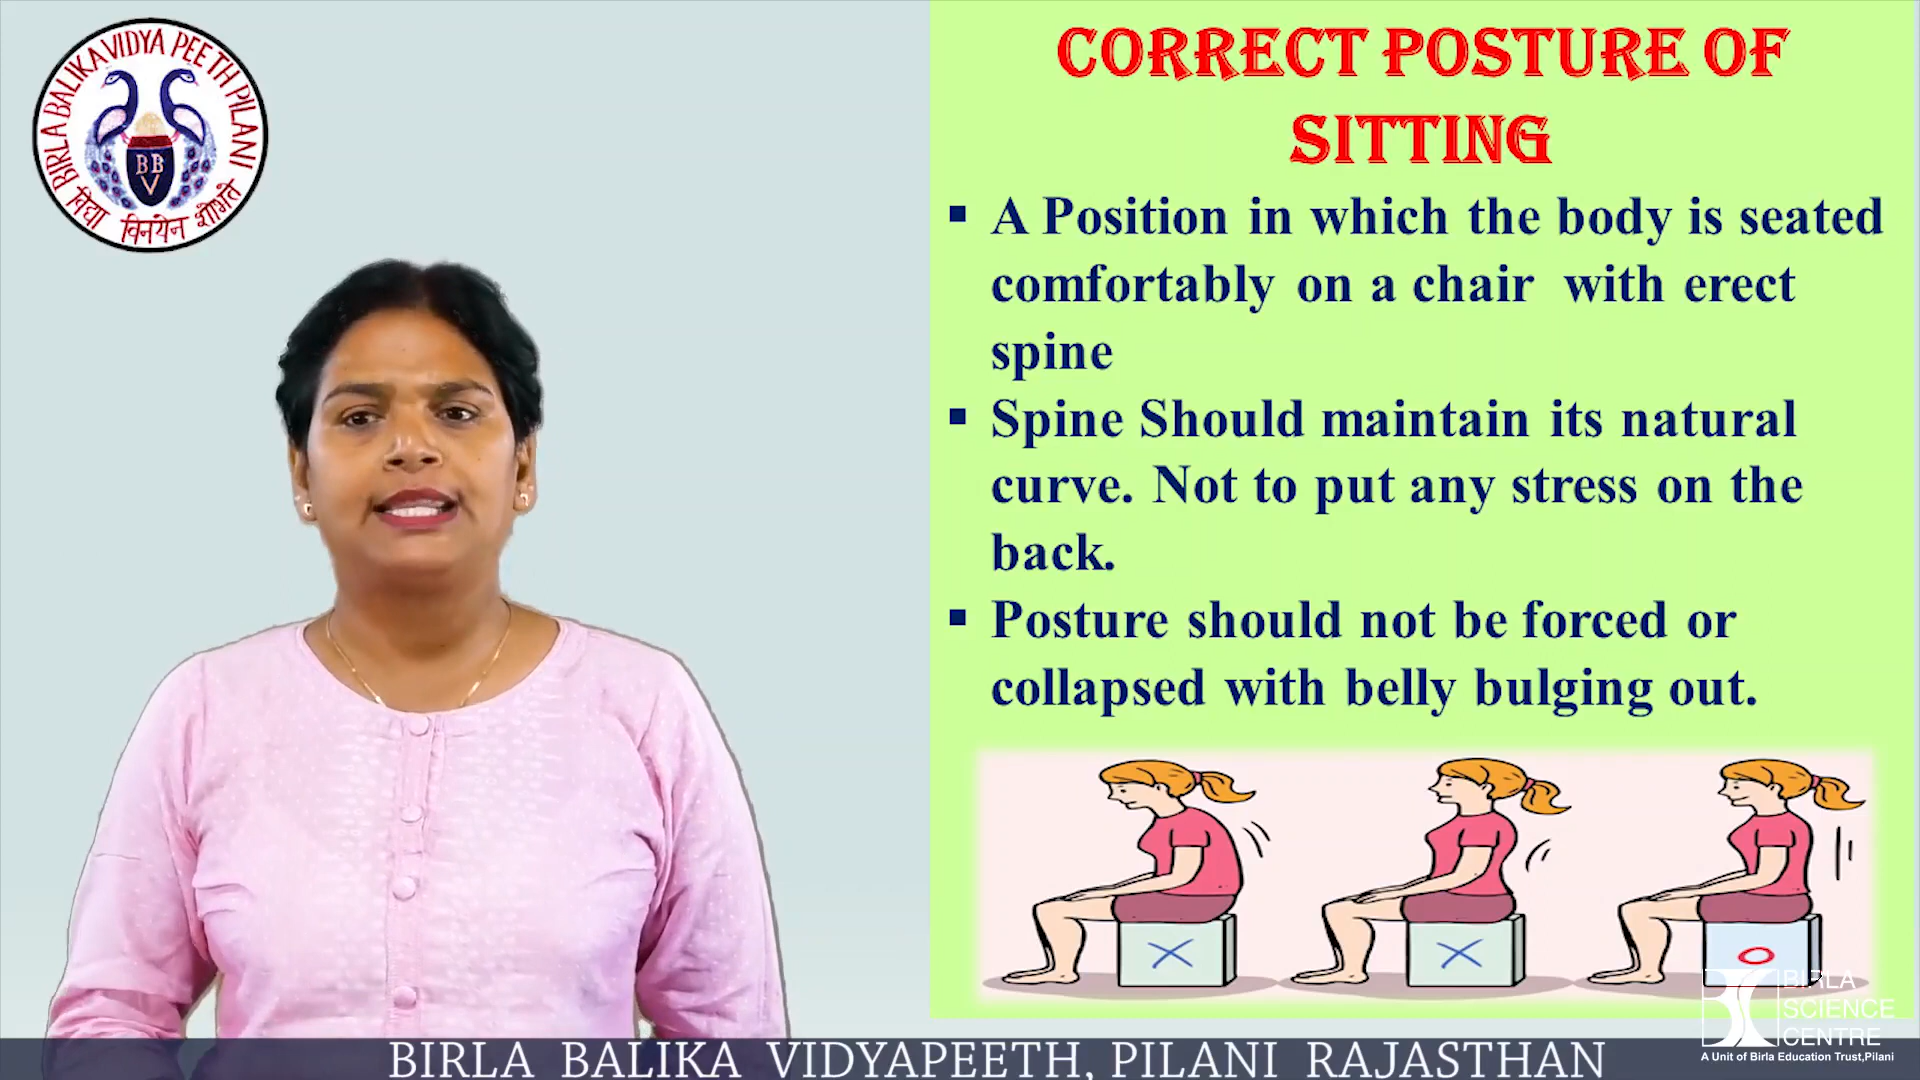 BIRLA BALIKA VIDYA PEETH PILANI
BB
V
विद्या विनयेन शोभते
CORRECT POSTURE OF
SITTING
▪ A Position in which the body is seated
comfortably on a chair with erect
spine
▪ Spine Should maintain its natural
curve. Not to put any stress on the
back.
▪ Posture should not be forced or
collapsed with belly bulging out.
BIRLA
SCIENCE
CENTRE
A Unit of Birla Education Trust,Pilani
BIRLA BALIKA VIDYAPEETH, PILANI RAJASTHAN